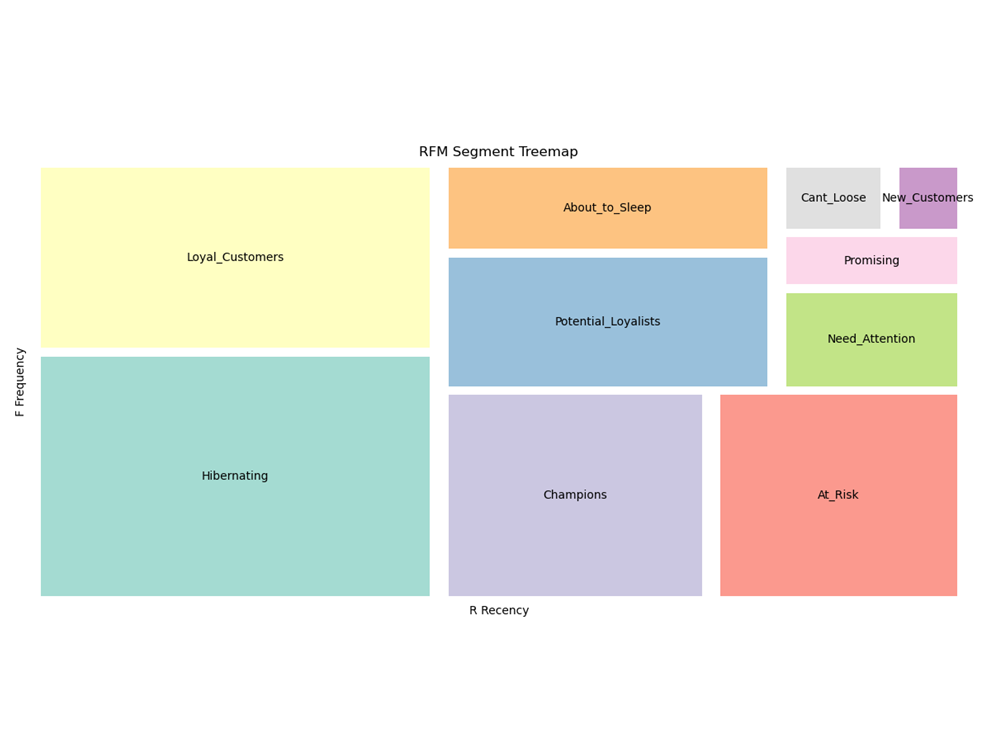 RFM Segment Treemap
Loyal_Customers
About_to_Sleep
Cant_Loose
New_Customers
Promising
Potential_Loyalists
Need_Attention
F Frequency
Hibernating
Champions
At_Risk
R Recency